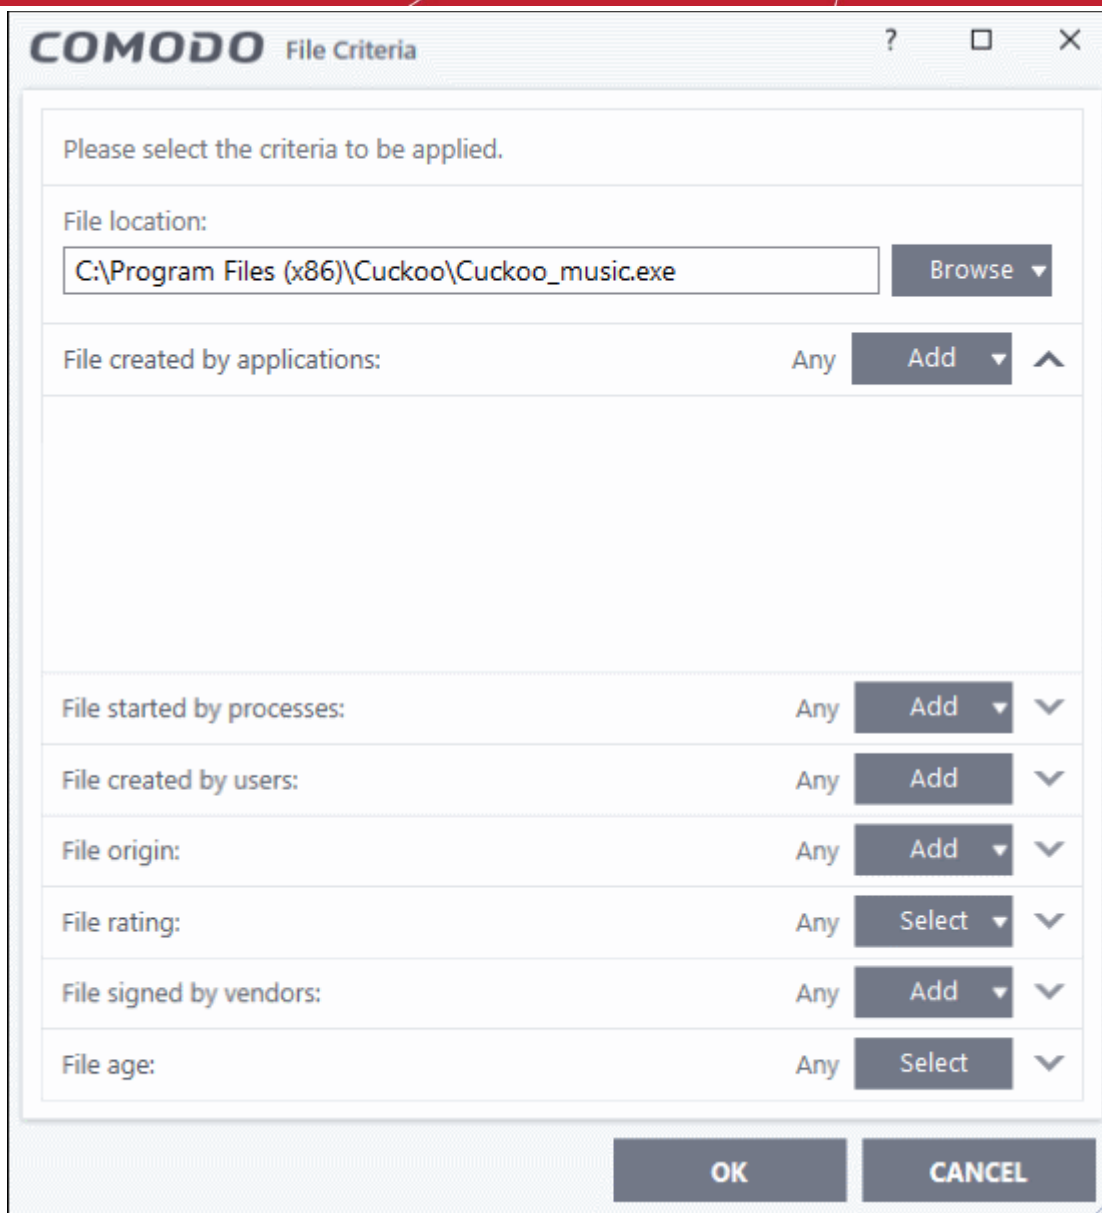 COMODO File Criteria ?
Please select the criteria to be applied.
File location:
C:\Program Files (x86)\Cuckoo\Cuckoo_music.exe Browse
File created by applications: Any Add
File started by processes: Any Add
File created by users: Any Add
File origin: Any Add
File rating: Any Select
File signed by vendors: Any Add
File age: Any Select
OK CANCEL